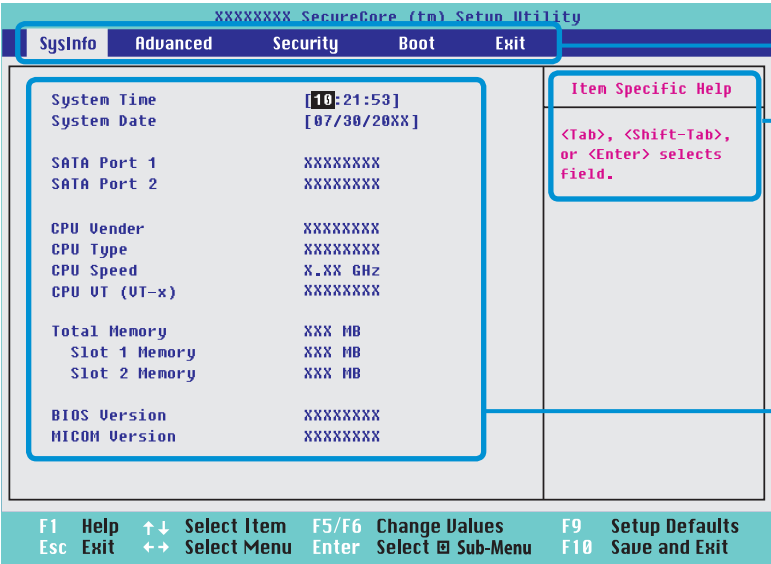 XXXXXXXX SecureCore (tm) Setup Utility
SysInfo Advanced Security Boot Exit
System Time [10:21:53]
System Date [07/30/20XX]
SATA Port 1 XXXXXXXX
SATA Port 2 XXXXXXXX
CPU Vender XXXXXXXX
CPU Type XXXXXXXX
CPU Speed X.XX GHz
CPU VT (VT-x) XXXXXXXX
Total Memory XXX MB
Slot 1 Memory XXX MB
Slot 2 Memory XXX MB
BIOS Version XXXXXXXX
MICOM Version XXXXXXXX
Item Specific Help
<Tab>, <Shift-Tab>,
or <Enter> selects
field.
F1 Help ↑↓ Select Item F5/F6 Change Values F9 Setup Defaults
Esc Exit ←→ Select Menu Enter Select Sub-Menu F10 Save and Exit